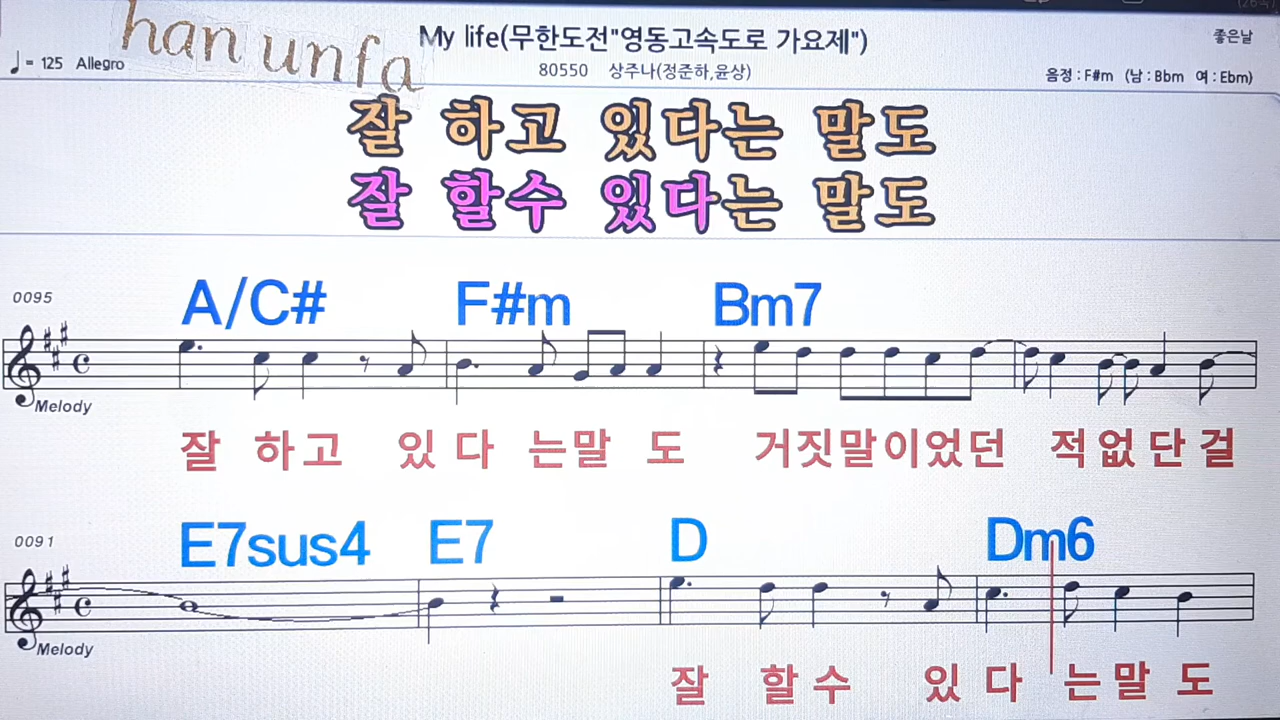 han unfa
My life(무한도전"영동고속도로 가요제")
좋은날
♩= 125 Allegro
80550 상주나(정준하,윤상)
음정 : F#m (남 : Bbm 여 : Ebm)
잘 하고 있다는 말도
잘 할수 있다는 말도
0095
A/C# F#m Bm7
Melody
잘 하고 있 다 는말 도 거짓말이었던 적없단걸
0091
E7sus4 E7 D Dm6
Melody
잘 할수 있 다 는말 도